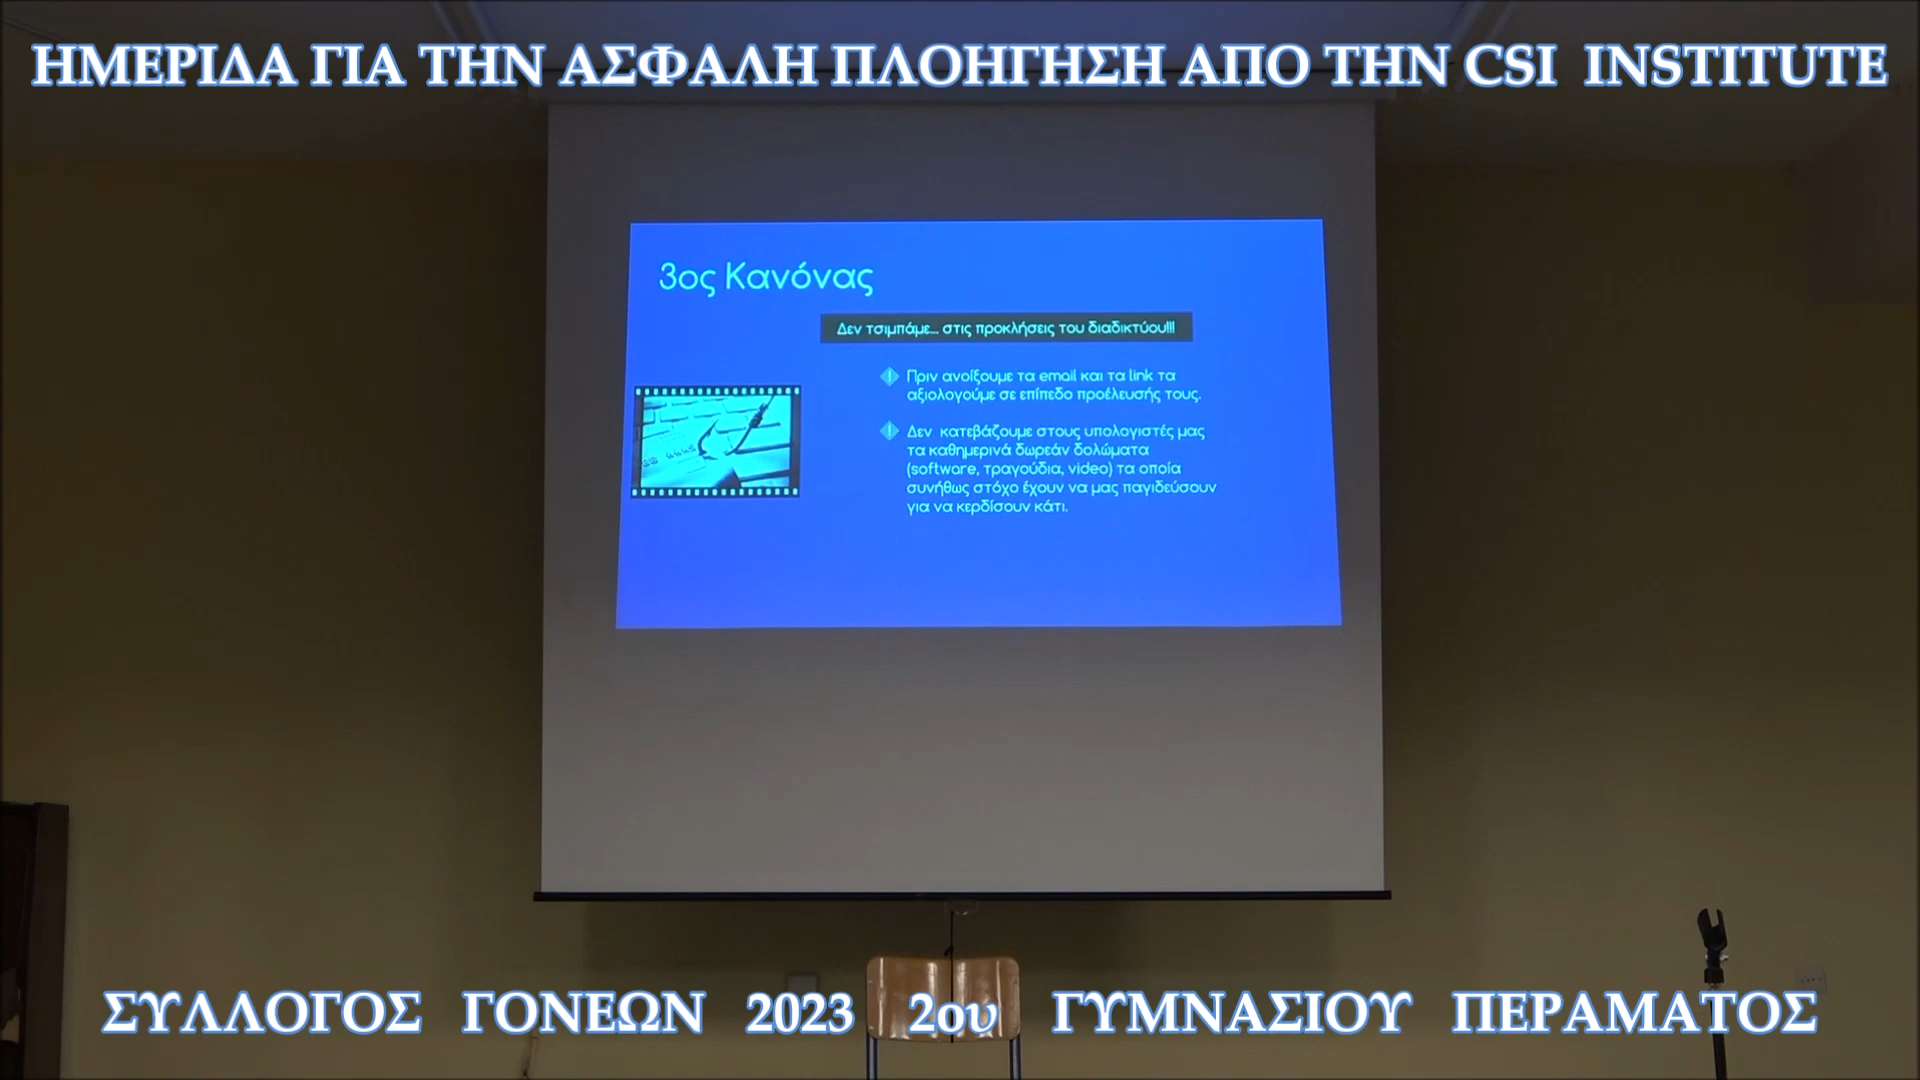 ΗΜΕΡΙΔΑ ΓΙΑ ΤΗΝ ΑΣΦΑΛΗ ΠΛΟΗΓΗΣΗ ΑΠΟ ΤΗΝ CSI INSTITUTE
3ος Κανόνας
Δεν τσιμπάμε... στις προκλήσεις του διαδικτύου!!!
Πριν ανοίξουμε τα email και τα link τα
αξιολογούμε σε επίπεδο προέλευσής τους.
Δεν κατεβάζουμε στους υπολογιστές μας
τα καθημερινά δωρεάν δολώματα
(software, τραγούδια, video) τα οποία
συνήθως στόχο έχουν να μας παγιδεύσουν
για να κερδίσουν κάτι.
ΣΥΛΛΟΓΟΣ ΓΟΝΕΩΝ 2023 2ου ΓΥΜΝΑΣΙΟΥ ΠΕΡΑΜΑΤΟΣ